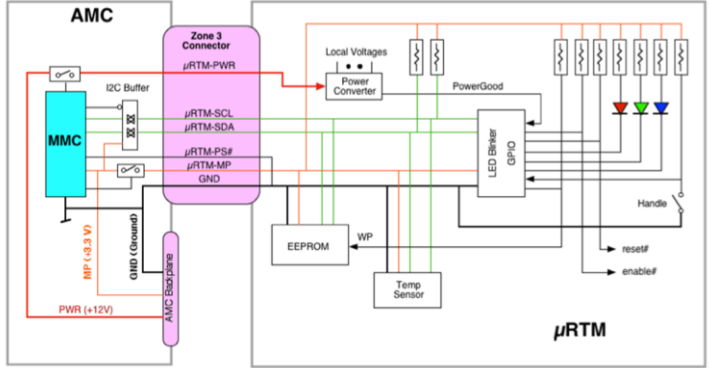 AMC
Zone 3
Connector
µRTM-PWR
Local Voltages
Power
Converter
PowerGood
I2C Buffer
MMC
µRTM-SCL
µRTM-SDA
µRTM-PS#
µRTM-MP
GND
LED Blinker
GPIO
Handle
EEPROM
WP
reset#
enable#
Temp
Sensor
MP (+3.3 V)
GND (Ground)
AMC Backplane
PWR (+12V)
µRTM